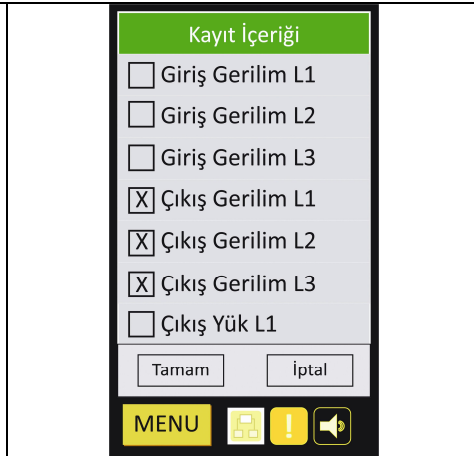 Kayıt İçeriği
Giriş Gerilim L1
Giriş Gerilim L2
Giriş Gerilim L3
X Çıkış Gerilim L1
X Çıkış Gerilim L2
X Çıkış Gerilim L3
Çıkış Yük L1
Tamam İptal
MENU !